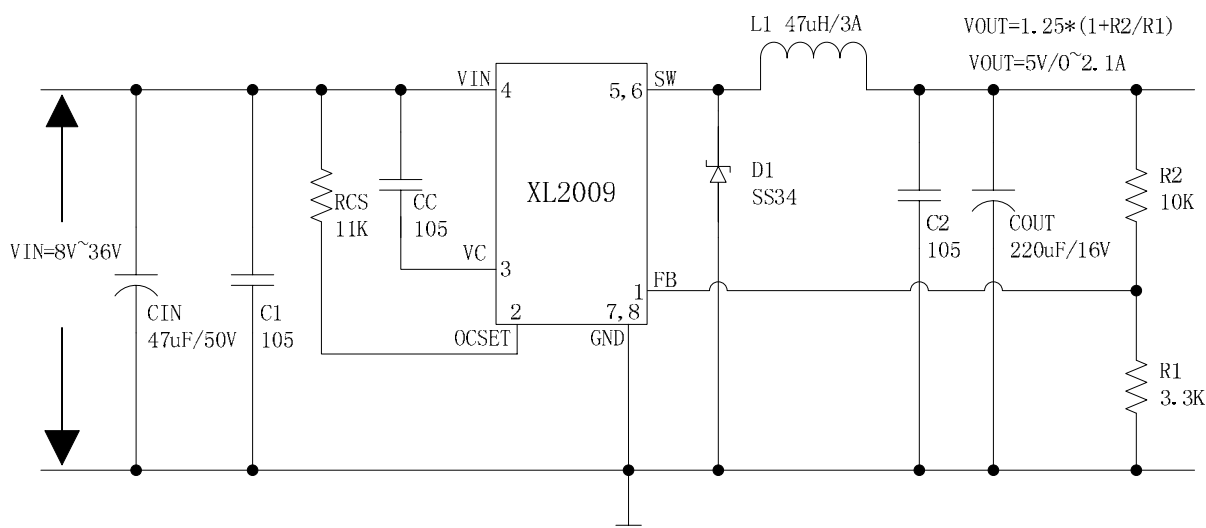 L1 47uH/3A
VOUT=1.25*(1+R2/R1)
VOUT=5V/0~2.1A
VIN
4
5,6
SW
XL2009
RCS
11K
CC
105
VC
3
D1
SS34
C2
105
COUT
220uF/16V
R2
10K
VIN=8V~36V
CIN
47uF/50V
C1
105
1
FB
2
7,8
OCSET
GND
R1
3.3K